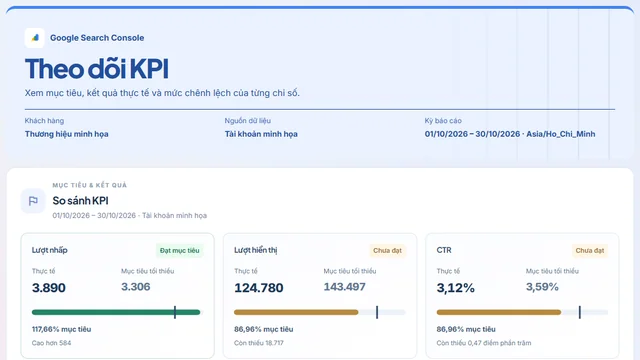 Google Search Console
Theo dõi KPI
Xem mục tiêu, kết quả thực tế và mức chênh lệch của từng chỉ số.
Khách hàng
Thương hiệu minh họa
Nguồn dữ liệu
Tài khoản minh họa
Kỳ báo cáo
01/10/2026 – 30/10/2026 · Asia/Ho_Chi_Minh
MỤC TIÊU & KẾT QUẢ
So sánh KPI
01/10/2026 – 30/10/2026 · Tài khoản minh họa
Lượt nhấp
Đạt mục tiêu
Thực tế
Mục tiêu tối thiểu
3.890
3.306
117,66% mục tiêu
Cao hơn 584
Lượt hiển thị
Chưa đạt
Thực tế
Mục tiêu tối thiểu
124.780
143.497
86,96% mục tiêu
Còn thiếu 18.717
CTR
Chưa đạt
Thực tế
Mục tiêu tối thiểu
3,12%
3,59%
86,96% mục tiêu
Còn thiếu 0,47 điểm phần trăm